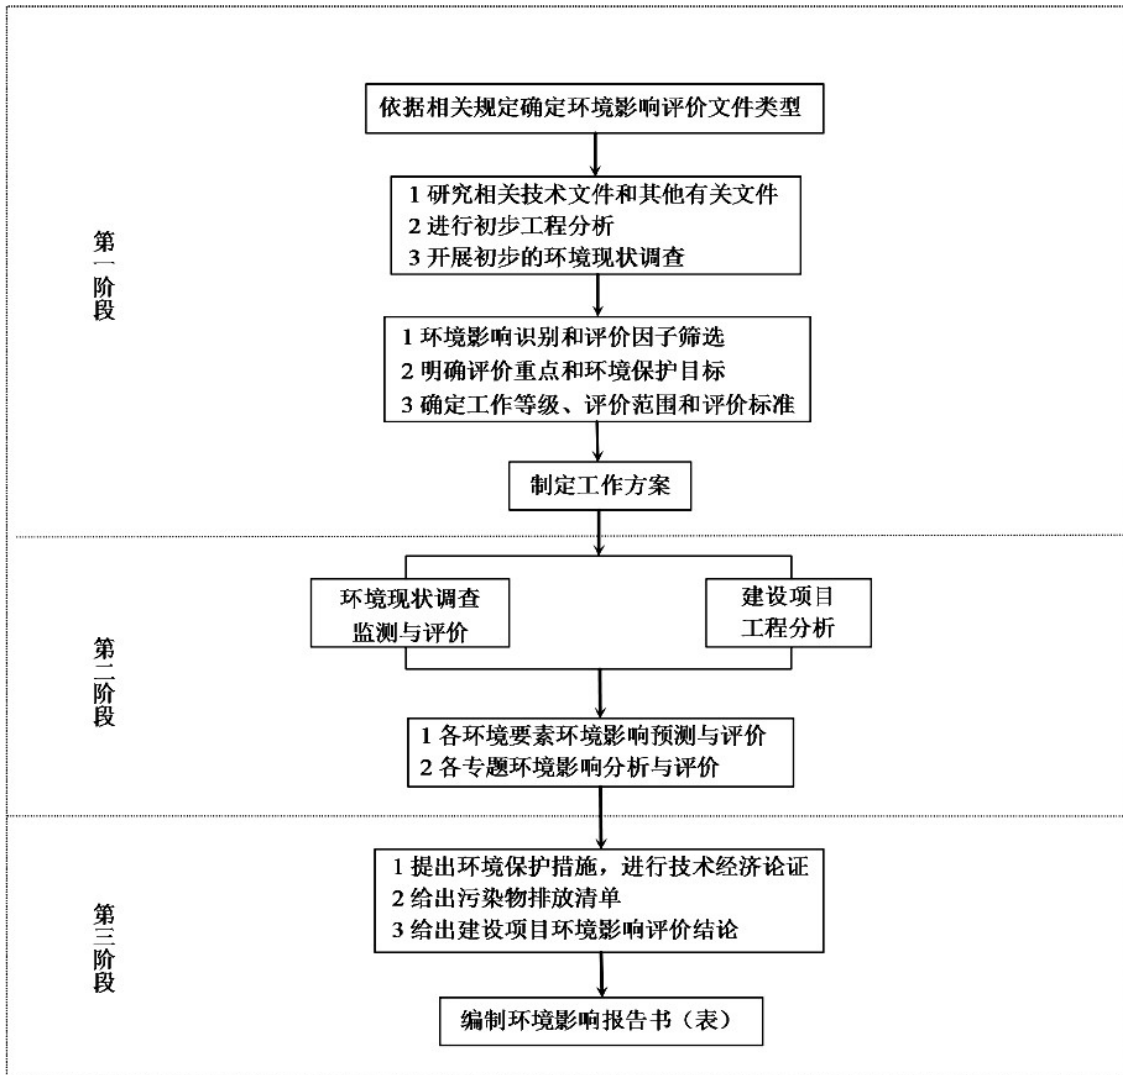 依据相关规定确定环境影响评价文件类型
1 研究相关技术文件和其他有关文件
2 进行初步工程分析
3 开展初步的环境现状调查
第一阶段
1 环境影响识别和评价因子筛选
2 明确评价重点和环境保护目标
3 确定工作等级、评价范围和评价标准
制定工作方案
环境现状调查
监测与评价
建设项目
工程分析
第二阶段
1 各环境要素环境影响预测与评价
2 各专题环境影响分析与评价
1 提出环境保护措施，进行技术经济论证
2 给出污染物排放清单
3 给出建设项目环境影响评价结论
第三阶段
编制环境影响报告书（表）